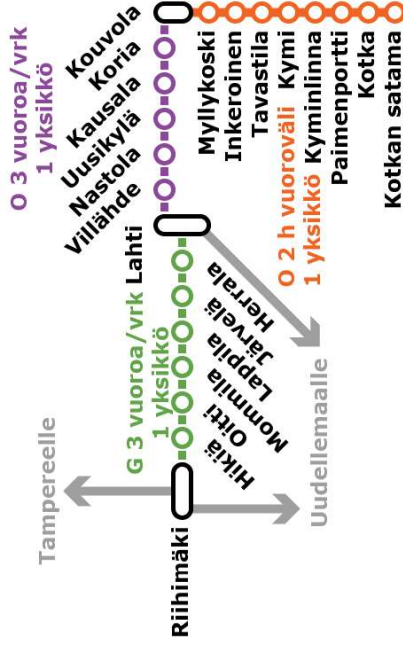 Tampereelle
Riihimäki
G 3 vuoroa/vrk
1 yksikkö
Hikiä
Oitti
Mommila
Lappila
Järvelä
Herrala
Uudellemaalle
Lahti
O 3 vuoroa/vrk
1 yksikkö
Villähde
Nastola
Uusikylä
Kausala
Koria
Kouvola
O 2 h vuoroväli
1 yksikkö
Myllykoski
Inkeroinen
Tavastila
Kymi
Kyminlinna
Paimenportti
Kotka
Kotkan satama